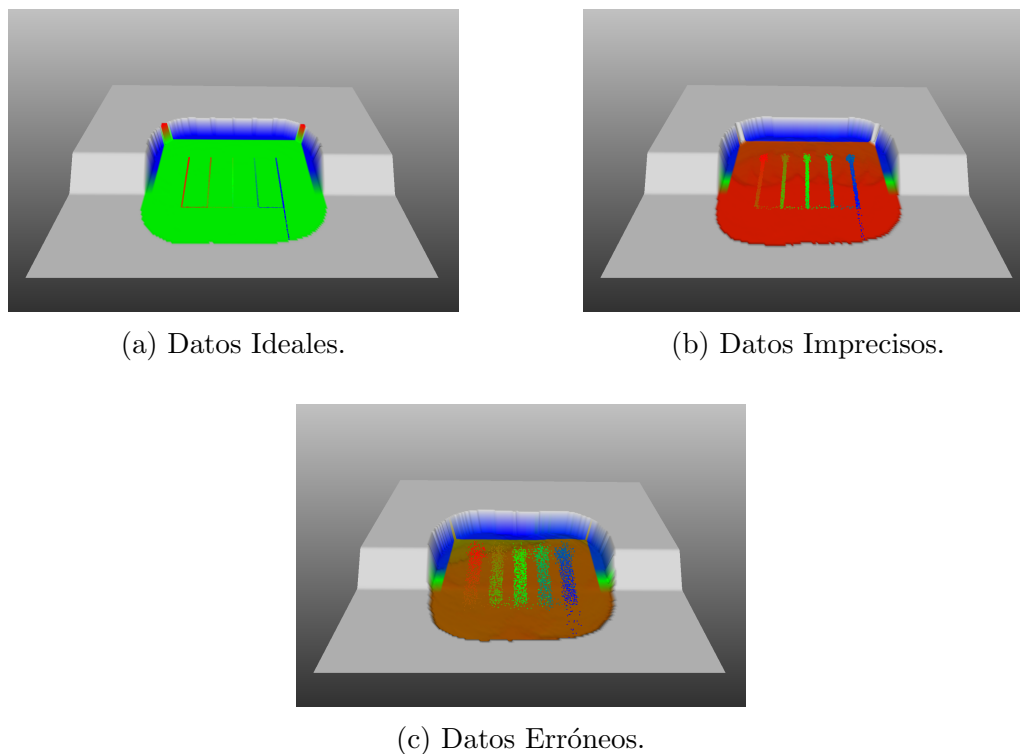 (a) Datos Ideales.
(b) Datos Imprecisos.
(c) Datos Erróneos.